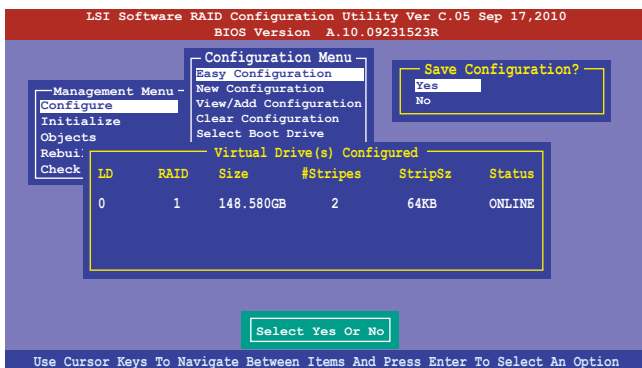 LSI Software RAID Configuration Utility Ver C.05 Sep 17,2010
BIOS Version A.10.09231523R
Configuration Menu
Easy Configuration
New Configuration
View/Add Configuration
Clear Configuration
Select Boot Drive
Save Configuration?
Yes
No
Management Menu
Configure
Initialize
Objects
Rebui
Check
Virtual Drive(s) Configured
LD RAID Size #Stripes StripSz Status
0 1 148.580GB 2 64KB ONLINE
Select Yes Or No
Use Cursor Keys To Navigate Between Items And Press Enter To Select An Option